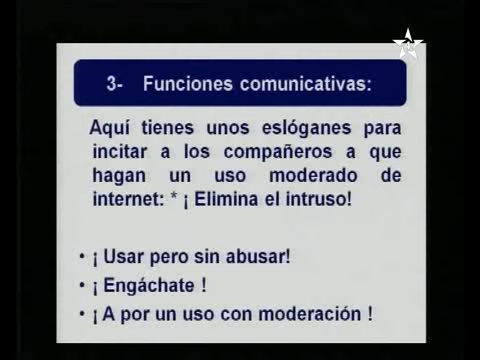 3- Funciones comunicativas:
Aquí tienes unos eslóganes para
incitar a los compañeros a que
hagan un uso moderado de
internet: * ¡ Elimina el intruso!
• ¡ Usar pero sin abusar!
• ¡ Engáchate !
• ¡ A por un uso con moderación !